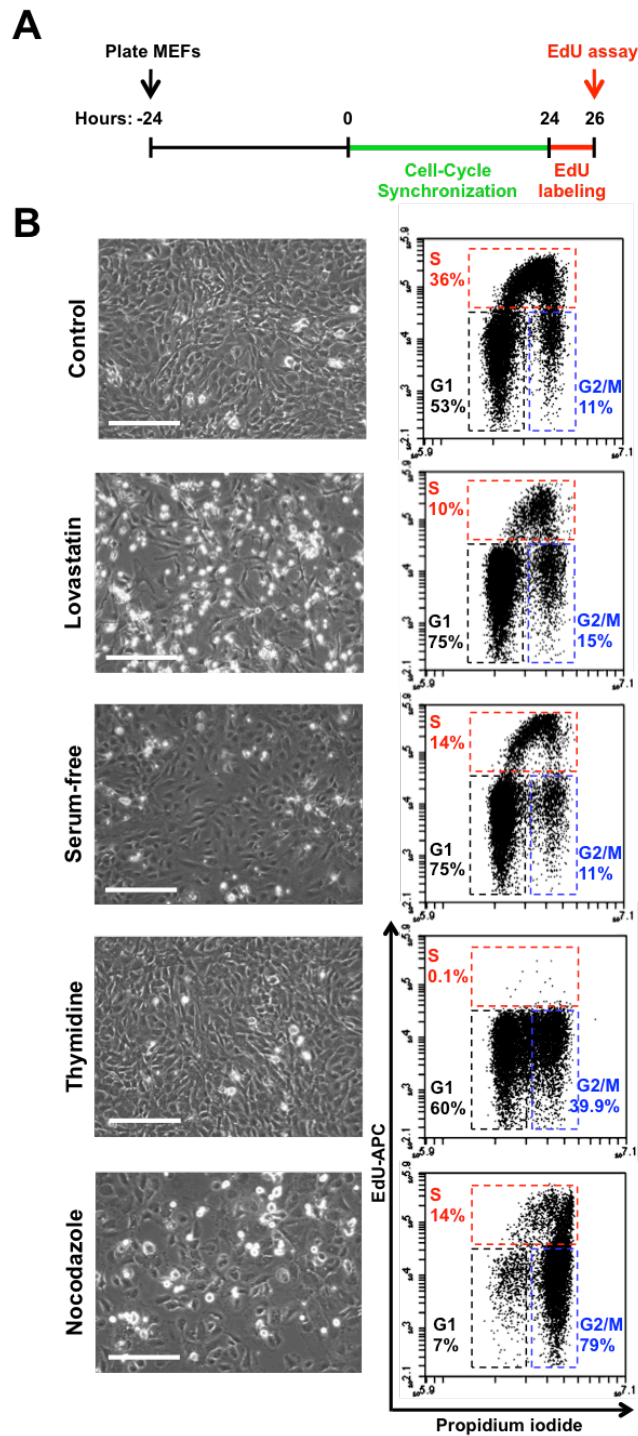 A
Plate MEFs
EdU assay
Hours: -24 0 24 26
Cell-Cycle
Synchronization
EdU
labeling
B
Control
S
36%
G1
53%
G2/M
11%
Lovastatin
S
10%
G1
75%
G2/M
15%
Serum-free
S
14%
G1
75%
G2/M
11%
Thymidine
S
0.1%
G1
60%
G2/M
39.9%
Nocodazole
S
14%
G1
7%
G2/M
79%
EdU-APC
Propidium iodide